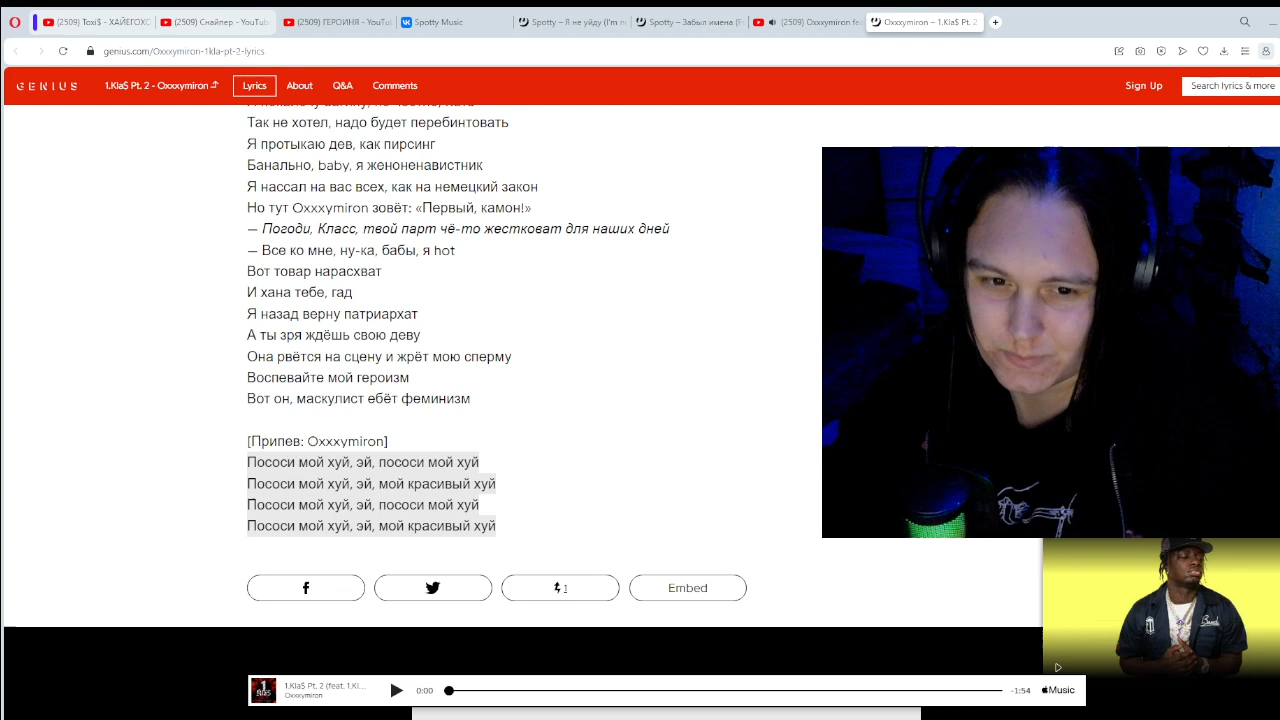 (2509) Toxi$ - ХАЙЕГОХО
(2509) Снайпер - YouTub
(2509) ГЕРОИНЯ - YouTul
Spotty Music
Spotty – Я не уйду (I'm n
Spotty – Забыл имена (F
(2509) Oxxxymiron fe
Oxxxymiron – 1.Kla$ Pt. 2
genius.com/Oxxxymiron-1kla-pt-2-lyrics
GENIUS
1.Kla$ Pt. 2 - Oxxxymiron
Lyrics
About
Q&A
Comments
Sign Up
Search lyrics & more
Так не хотел, надо будет перебинтовать
Я протыкаю дев, как пирсинг
Банально, baby, я женоненавистник
Я нассал на вас всех, как на немецкий закон
Но тут Oxxxymiron зовёт: «Первый, камон!»
— Погоди, Класс, твой парт чё-то жестковат для наших дней
— Все ко мне, ну-ка, бабы, я hot
Вот товар нарасхват
И хана тебе, гад
Я назад верну патриархат
А ты зря ждёшь свою деву
Она рвётся на сцену и жрёт мою сперму
Воспевайте мой героизм
Вот он, маскулист ебёт феминизм
[Припев: Oxxxymiron]
Пососи мой хуй, эй, пососи мой хуй
Пососи мой хуй, эй, мой красивый хуй
Пососи мой хуй, эй, пососи мой хуй
Пососи мой хуй, эй, мой красивый хуй
1
Embed
1.Kla$ Pt. 2 (feat. 1.Kl...
Oxxxymiron
0:00
-1:54
Music